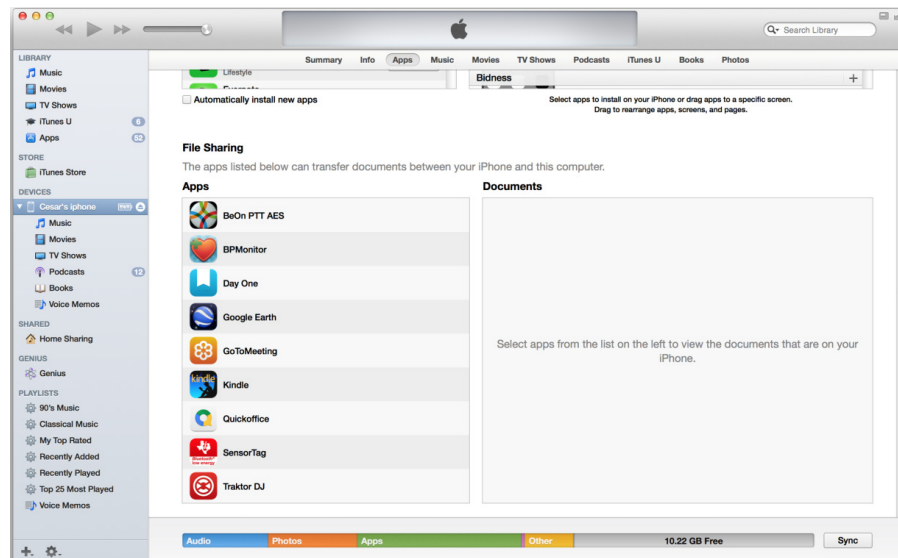 Search Library
LIBRARY
Music
Movies
TV Shows
iTunes U 6
Apps 52
STORE
iTunes Store
DEVICES
Cesar's iphone
Music
Movies
TV Shows
Podcasts 12
Books
Voice Memos
SHARED
Home Sharing
GENIUS
Genius
PLAYLISTS
90's Music
Classical Music
My Top Rated
Recently Added
Recently Played
Top 25 Most Played
Voice Memos
Summary Info Apps Music Movies TV Shows Podcasts iTunes U Books Photos
Lifestyle
Evernote
Bidness
Automatically install new apps
Select apps to install on your iPhone or drag apps to a specific screen.
Drag to rearrange apps, screens, and pages.
File Sharing
The apps listed below can transfer documents between your iPhone and this computer.
Apps
BeOn PTT AES
BPMonitor
Day One
Google Earth
GoToMeeting
kindle
Kindle
Quickoffice
SensorTag
Traktor DJ
Documents
Select apps from the list on the left to view the documents that are on your
iPhone.
Audio Photos Apps Other 10.22 GB Free Sync